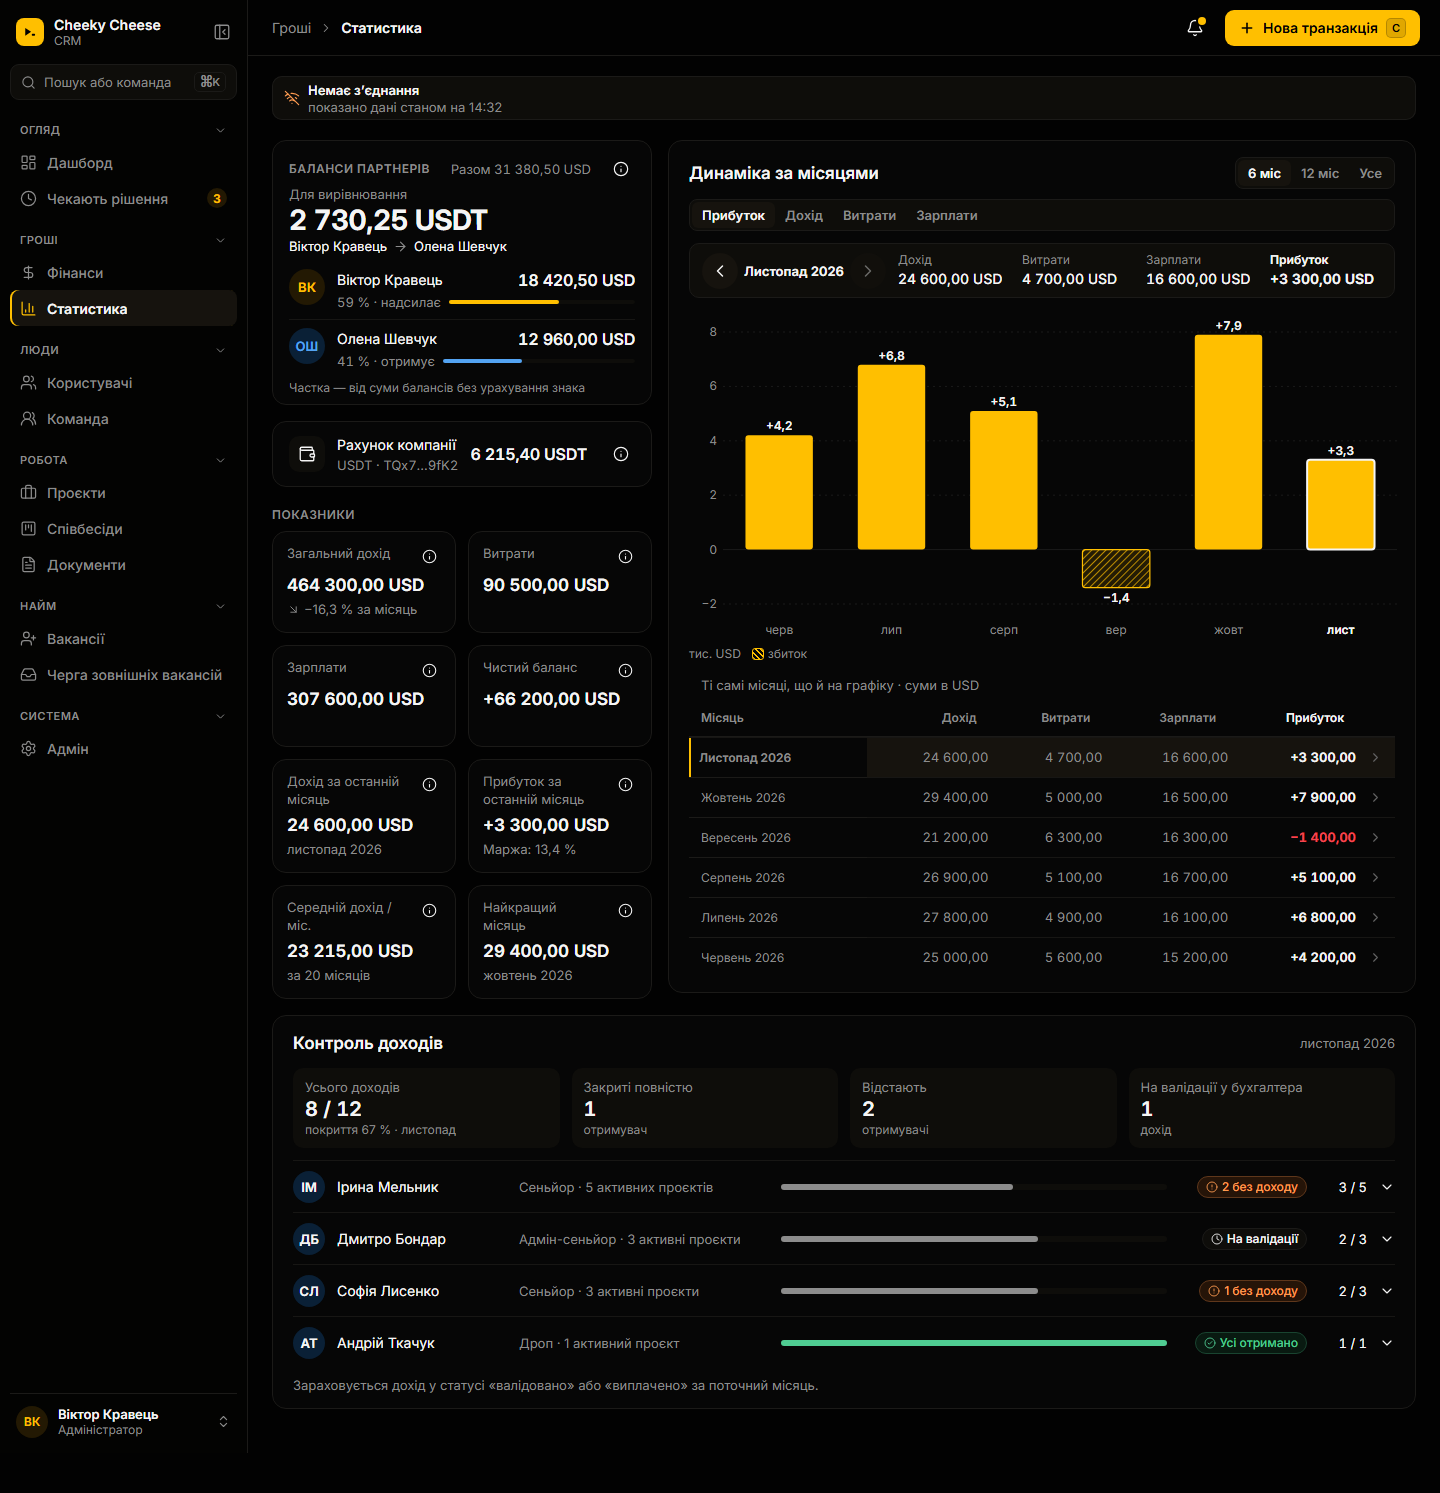 Cheeky Cheese
CRM
Пошук або команда ⌘K
ОГЛЯД
Дашборд
Чекають рішення 3
ГРОШІ
Фінанси
Статистика
ЛЮДИ
Користувачі
Команда
РОБОТА
Проєкти
Співбесіди
Документи
НАЙМ
Вакансії
Черга зовнішніх вакансій
СИСТЕМА
Адмін
ВК Віктор Кравець
Адміністратор
Гроші > Статистика
Нова транзакція C
Немає з’єднання
показано дані станом на 14:32
БАЛАНСИ ПАРТНЕРІВ Разом 31 380,50 USD
Для вирівнювання
2 730,25 USDT
Віктор Кравець → Олена Шевчук
ВК Віктор Кравець 18 420,50 USD
59 % · надсилає
ОШ Олена Шевчук 12 960,00 USD
41 % · отримує
Частка — від суми балансів без урахування знака
Рахунок компанії 6 215,40 USDT
USDT · TQx7…9fK2
ПОКАЗНИКИ
Загальний дохід
464 300,00 USD
−16,3 % за місяць
Витрати
90 500,00 USD
Зарплати
307 600,00 USD
Чистий баланс
+66 200,00 USD
Дохід за останній
місяць
24 600,00 USD
листопад 2026
Прибуток за
останній місяць
+3 300,00 USD
Маржа: 13,4 %
Середній дохід /
міс.
23 215,00 USD
за 20 місяців
Найкращий
місяць
29 400,00 USD
жовтень 2026
Динаміка за місяцями 6 міс 12 міс Усе
Прибуток Дохід Витрати Зарплати
Листопад 2026
Дохід Витрати Зарплати Прибуток
24 600,00 USD 4 700,00 USD 16 600,00 USD +3 300,00 USD
8
6
4
2
0
−2
+4,2
+6,8
+5,1
−1,4
+7,9
+3,3
черв лип серп вер жовт лист
тис. USD збиток
Ті самі місяці, що й на графіку · суми в USD
Місяць Дохід Витрати Зарплати Прибуток
Листопад 2026 24 600,00 4 700,00 16 600,00 +3 300,00
Жовтень 2026 29 400,00 5 000,00 16 500,00 +7 900,00
Вересень 2026 21 200,00 6 300,00 16 300,00 −1 400,00
Серпень 2026 26 900,00 5 100,00 16 700,00 +5 100,00
Липень 2026 27 800,00 4 900,00 16 100,00 +6 800,00
Червень 2026 25 000,00 5 600,00 15 200,00 +4 200,00
Контроль доходів листопад 2026
Усього доходів
8 / 12
покриття 67 % · листопад
Закриті повністю
1
отримувач
Відстають
2
отримувачі
На валідації у бухгалтера
1
дохід
ІМ Ірина Мельник Сеньйор · 5 активних проєктів 2 без доходу 3 / 5
ДБ Дмитро Бондар Адмін-сеньйор · 3 активні проєкти На валідації 2 / 3
СЛ Софія Лисенко Сеньйор · 3 активні проєкти 1 без доходу 2 / 3
АТ Андрій Ткачук Дроп · 1 активний проєкт Усі отримано 1 / 1
Зараховується дохід у статусі «валідовано» або «виплачено» за поточний місяць.